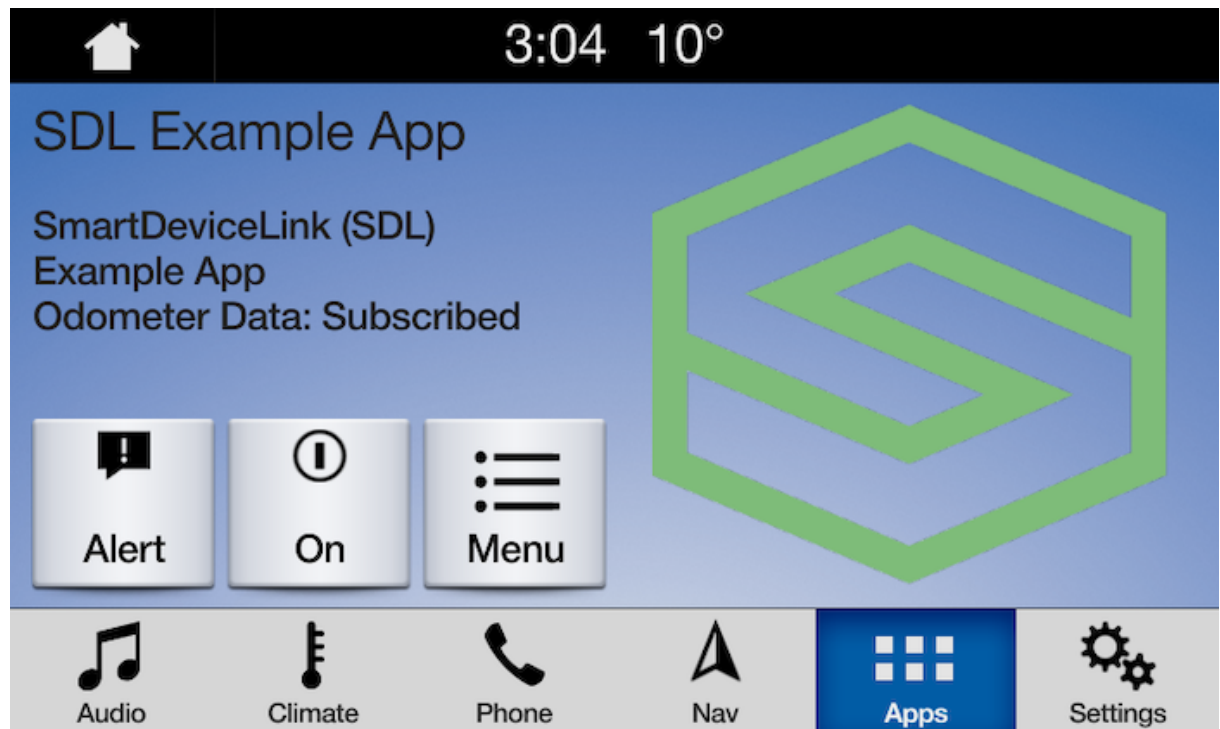 3:04 10°
SDL Example App
SmartDeviceLink (SDL)
Example App
Odometer Data: Subscribed
Alert
On
Menu
Audio
Climate
Phone
Nav
Apps
Settings